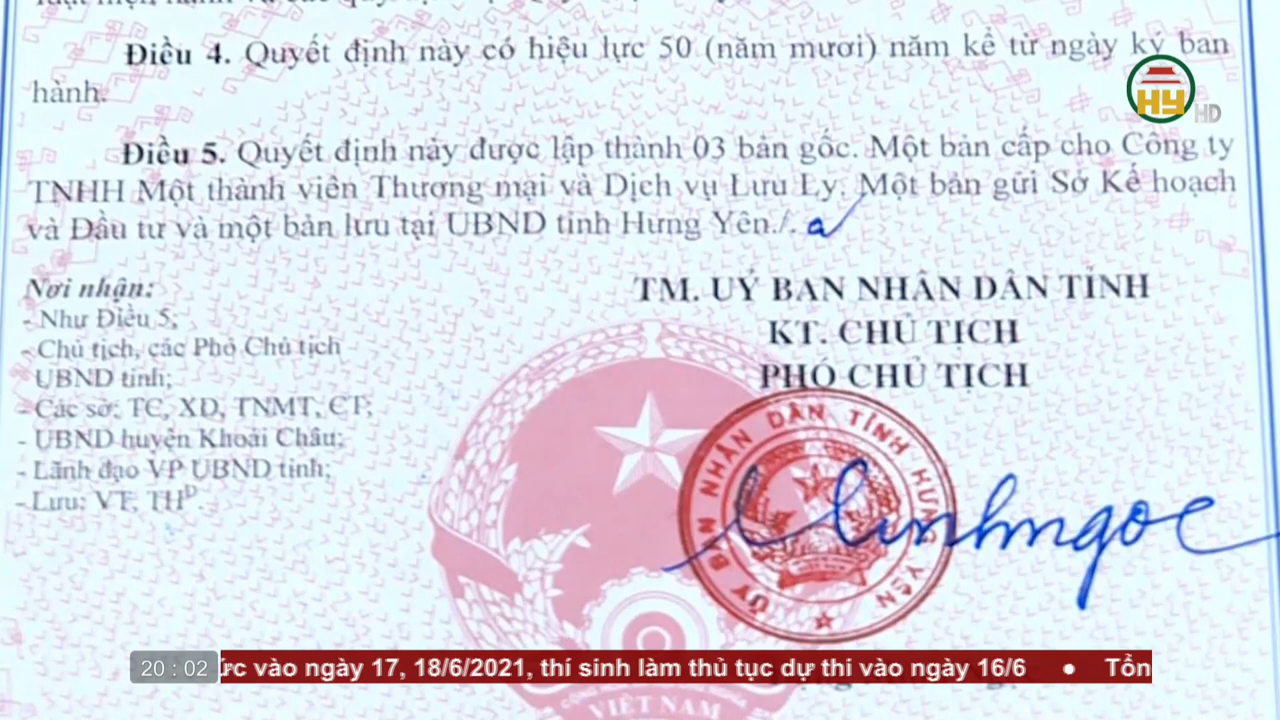 Điều 4. Quyết định này có hiệu lực 50 (năm mươi) năm kể từ ngày ký ban
hành.
Điều 5. Quyết định này được lập thành 03 bản gốc. Một bản cấp cho Công ty
TNHH Một thành viên Thương mại và Dịch vụ Lưu Ly. Một bản gửi Sở Kế hoạch
và Đầu tư và một bản lưu tại UBND tỉnh Hưng Yên./.
HY HD
Nơi nhận:
- Như Điều 5;
- Chủ tịch, các Phó Chủ tịch
UBND tỉnh;
- Các sở: TC, XD, TNMT, CT;
- UBND huyện Khoái Châu;
- Lãnh đạo VP UBND tỉnh;
- Lưu: VT, THĐ.
TM. UỶ BAN NHÂN DÂN TỈNH
KT. CHỦ TỊCH
PHÓ CHỦ TỊCH
ỦY BAN NHÂN DÂN TỈNH HƯNG YÊN
VIỆT NAM
20 : 02
ức vào ngày 17, 18/6/2021, thí sinh làm thủ tục dự thi vào ngày 16/6 • Tổn